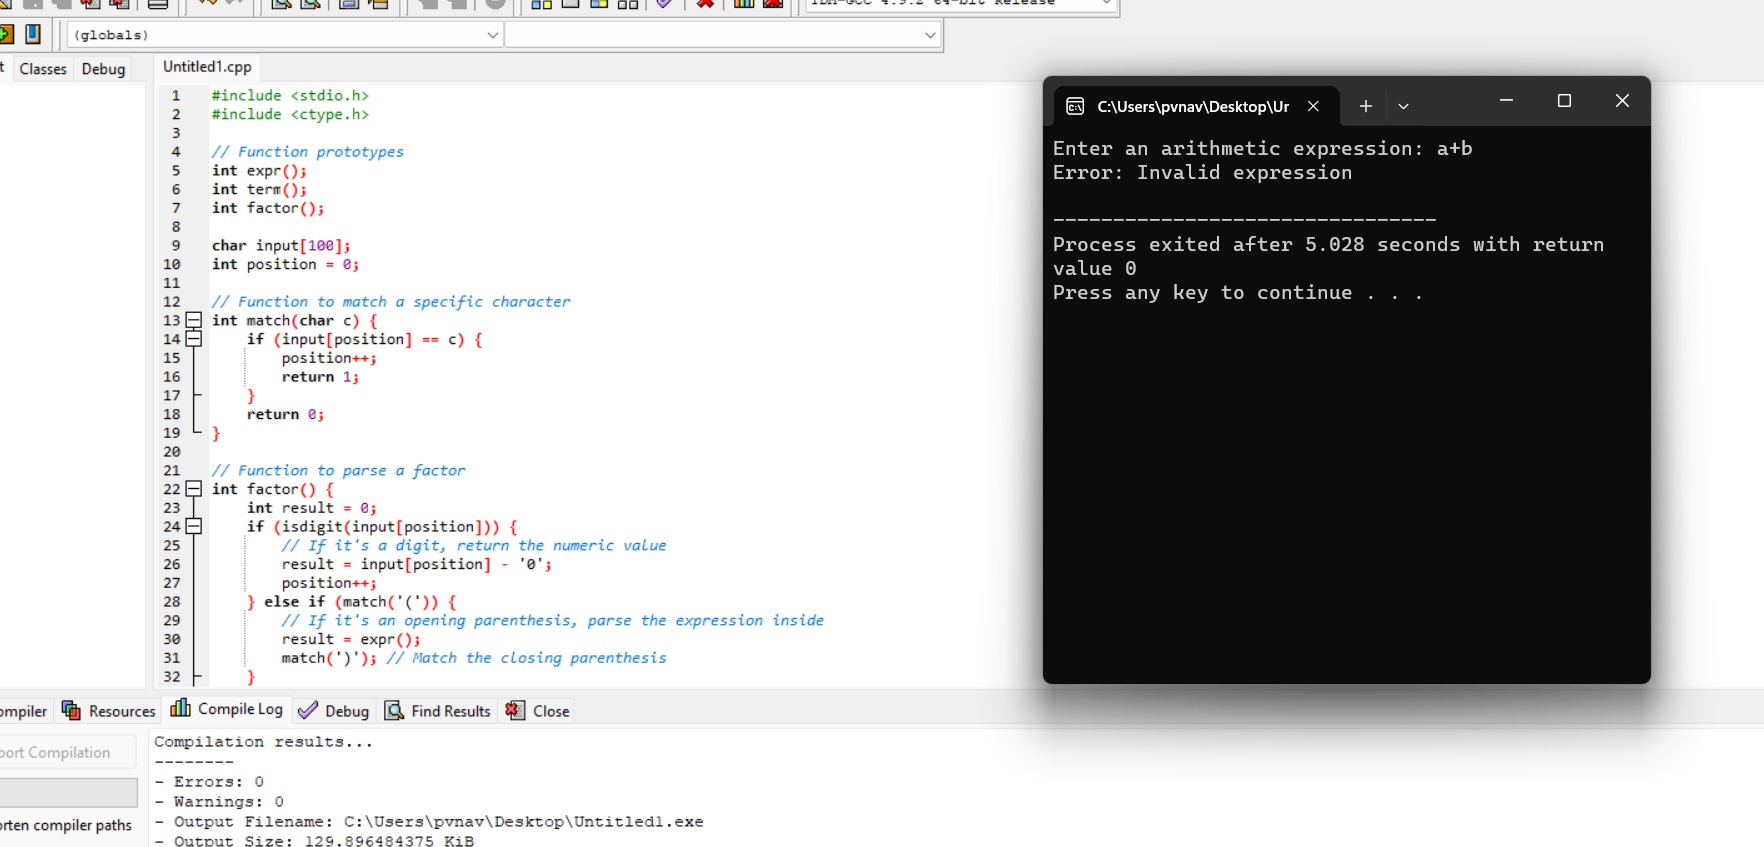 TDM-GCC 4.9.2 64-bit Release
(globals)
t Classes Debug
Untitled1.cpp
1 #include <stdio.h>
2 #include <ctype.h>
3
4 // Function prototypes
5 int expr();
6 int term();
7 int factor();
8
9 char input[100];
10 int position = 0;
11
12 // Function to match a specific character
13 int match(char c) {
14 if (input[position] == c) {
15 position++;
16 return 1;
17 }
18 return 0;
19 }
20
21 // Function to parse a factor
22 int factor() {
23 int result = 0;
24 if (isdigit(input[position])) {
25 // If it's a digit, return the numeric value
26 result = input[position] - '0';
27 position++;
28 } else if (match('(')) {
29 // If it's an opening parenthesis, parse the expression inside
30 result = expr();
31 match(')'); // Match the closing parenthesis
32 }
C:\Users\pvnav\Desktop\Ur
Enter an arithmetic expression: a+b
Error: Invalid expression
--------------------------------
Process exited after 5.028 seconds with return
value 0
Press any key to continue . . .
ompiler Resources Compile Log Debug Find Results Close
port Compilation
orten compiler paths
Compilation results...
--------
- Errors: 0
- Warnings: 0
- Output Filename: C:\Users\pvnav\Desktop\Untitled1.exe
- Output Size: 129.896484375 KiB